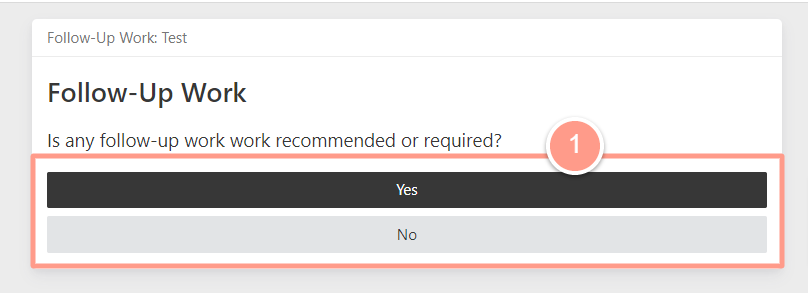 Follow-Up Work: Test
Follow-Up Work
Is any follow-up work work recommended or required?
1
Yes
No